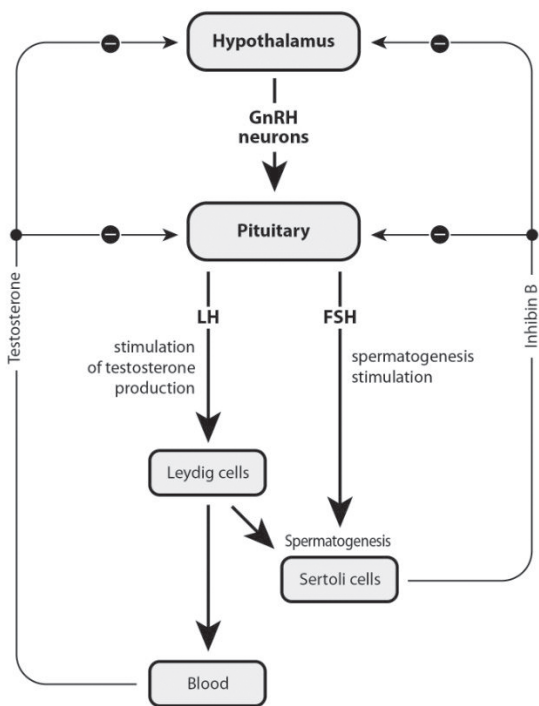 Hypothalamus
GnRH
neurons
Pituitary
LH
FSH
stimulation
of testosterone
production
spermatogenesis
stimulation
Testosterone
Inhibin B
Leydig cells
Spermatogenesis
Sertoli cells
Blood